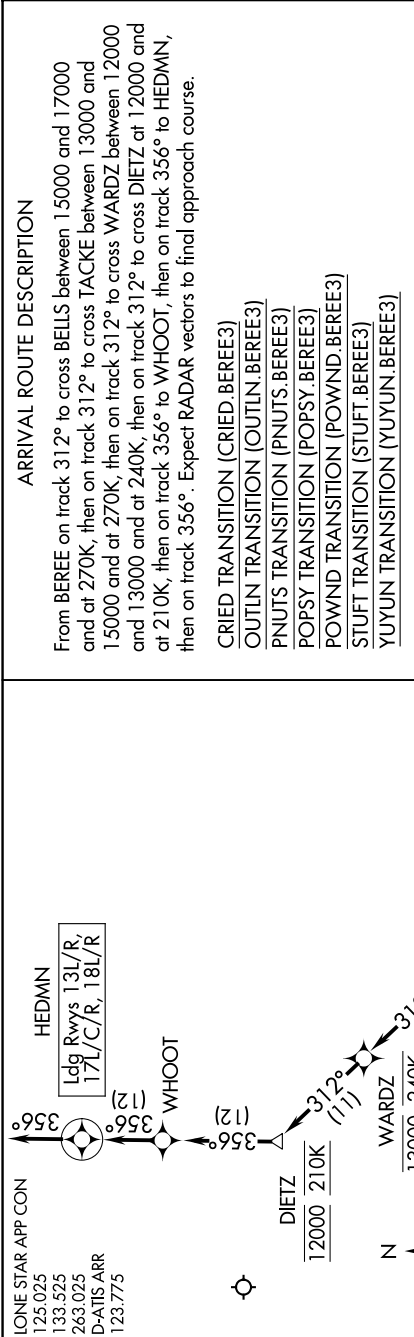 ARRIVAL ROUTE DESCRIPTION
From BEREE on track 312° to cross BELLS between 15000 and 17000
and at 270K, then on track 312° to cross TACKE between 13000 and
15000 and at 270K, then on track 312° to cross WARDZ between 12000
and 13000 and at 240K, then on track 312° to cross DIETZ at 12000 and
at 210K, then on track 356° to WHOOT, then on track 356° to HEDMN,
then on track 356°. Expect RADAR vectors to final approach course.
CRIED TRANSITION (CRIED.BEREE3)
OUTLN TRANSITION (OUTLN.BEREE3)
PNUTS TRANSITION (PNUTS.BEREE3)
POPSY TRANSITION (POPSY.BEREE3)
POWND TRANSITION (POWND.BEREE3)
STUFT TRANSITION (STUFT.BEREE3)
YUYUN TRANSITION (YUYUN.BEREE3)
LONE STAR APP CON
125.025
133.525
263.025
D-ATIS ARR
123.775
HEDMN
Ldg Rwys 13L/R,
17L/C/R, 18L/R
356°
356°
(12)
WHOOT
356°
(12)
DIETZ
12000 210K
312°
(11)
WARDZ
13000 240K
N